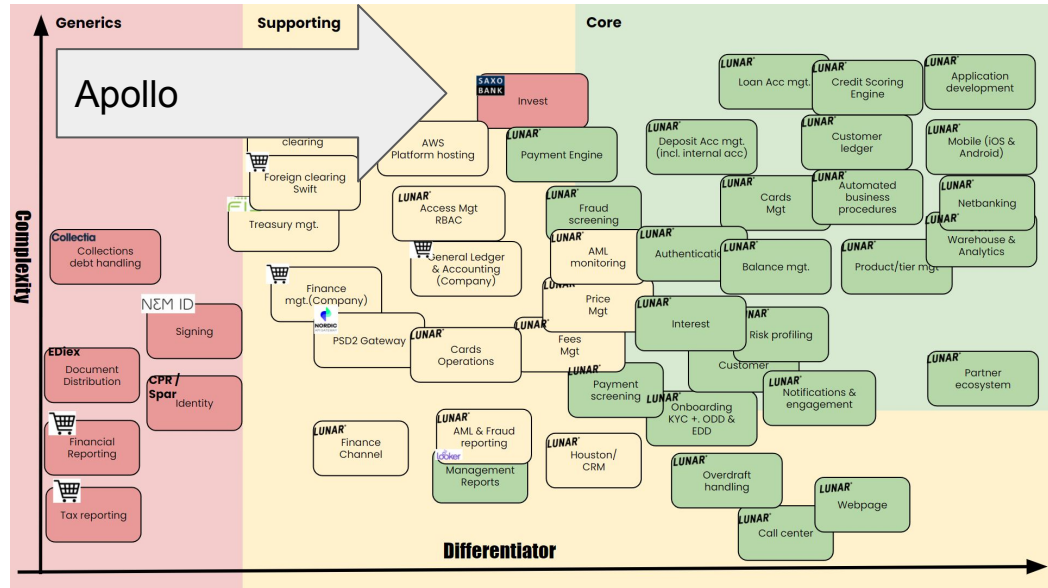 Generics
Supporting
Core
Apollo
Complexity
Differentiator
SAXO
BANK
Invest
clearing
Foreign clearing
Swift
Treasury mgt.
AWS
Platform hosting
LUNAR
Payment Engine
LUNAR
Access Mgt
RBAC
LUNAR
Fraud
screening
General Ledger
& Accounting
(Company)
LUNAR
AML
monitoring
LUNAR
Price
Mgt
LUNAR
Fees
Mgt
LUNAR
Cards
Operations
Finance
mgt.(Company)
NORDIC
PSD2 Gateway
Collectia
Collections
debt handling
NΣM ID
Signing
EDiex
Document
Distribution
CPR /
Spar
Identity
Financial
Reporting
Tax reporting
LUNAR
Finance
Channel
LUNAR
AML & Fraud
reporting
looker
Management
Reports
LUNAR
Houston/
CRM
LUNAR
Payment
screening
LUNAR
Onboarding
KYC +. ODD &
EDD
LUNAR
Loan Acc mgt.
LUNAR
Credit Scoring
Engine
LUNAR
Application
development
LUNAR
Deposit Acc mgt.
(incl. internal acc)
LUNAR
Customer
ledger
LUNAR
Mobile (iOS &
Android)
LUNAR
Cards
Mgt
LUNAR
Automated
business
procedures
LUNAR
Netbanking
LUNAR
Warehouse &
Analytics
LUNAR
LUNAR
Balance mgt.
LUNAR
Product/tier mgt
LUNAR
Interest
LUNAR
Risk profiling
Customer
LUNAR
Notifications &
engagement
LUNAR
Partner
ecosystem
LUNAR
Overdraft
handling
LUNAR
Webpage
LUNAR
Call center